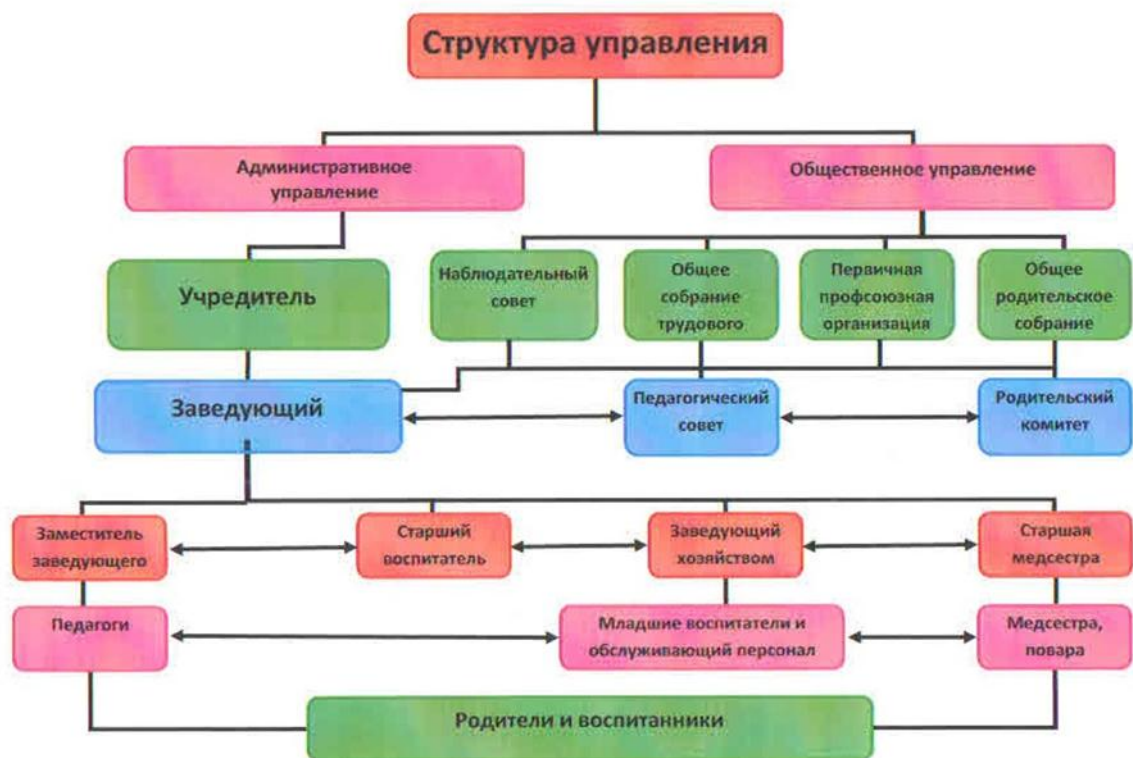 Структура управления
Административное
управление
Общественное управление
Учредитель
Наблюдательный
совет
Общее
собрание
трудового
Первичная
профсоюзная
организация
Общее
родительское
собрание
Заведующий
Педагогический
совет
Родительский
комитет
Заместитель
заведующего
Старший
воспитатель
Заведующий
хозяйством
Старшая
медсестра
Педагоги
Младшие воспитатели и
обслуживающий персонал
Медсестра,
повара
Родители и воспитанники